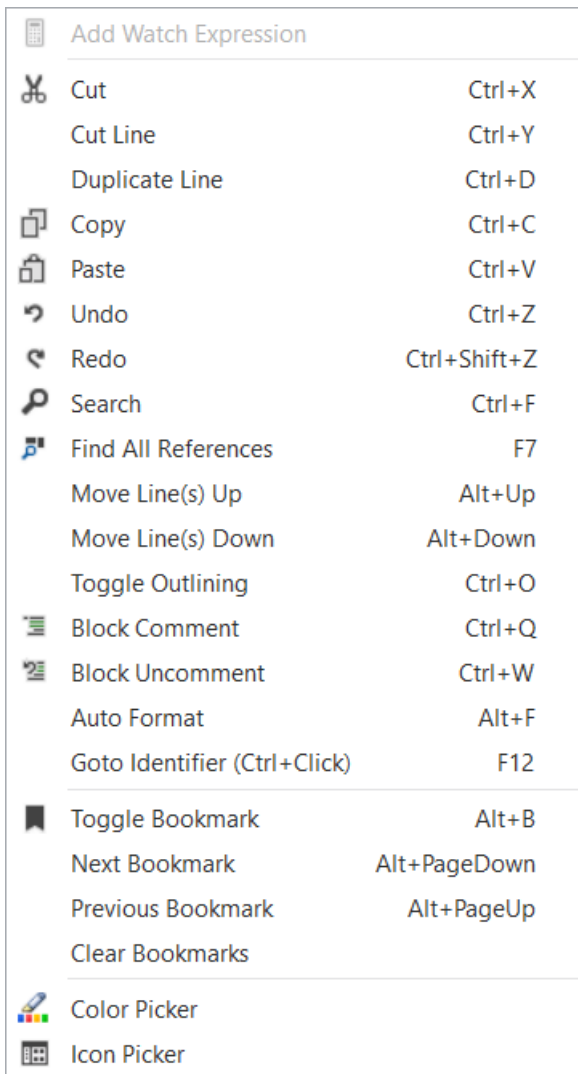 Add Watch Expression
Cut Ctrl+X
Cut Line Ctrl+Y
Duplicate Line Ctrl+D
Copy Ctrl+C
Paste Ctrl+V
Undo Ctrl+Z
Redo Ctrl+Shift+Z
Search Ctrl+F
Find All References F7
Move Line(s) Up Alt+Up
Move Line(s) Down Alt+Down
Toggle Outlining Ctrl+O
Block Comment Ctrl+Q
Block Uncomment Ctrl+W
Auto Format Alt+F
Goto Identifier (Ctrl+Click) F12
Toggle Bookmark Alt+B
Next Bookmark Alt+PageDown
Previous Bookmark Alt+PageUp
Clear Bookmarks
Color Picker
Icon Picker